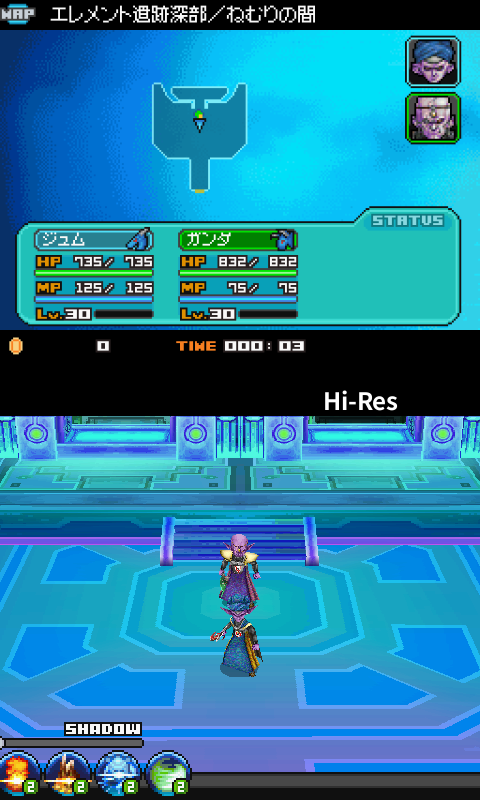 MAP エレメント遺跡深部／ねむりの間
STATUS
ジュム ガンダ
HP 735/ 735 HP 832/ 832
MP 125/ 125 MP 75/ 75
Lv.30 Lv.30
0 TIME 000:03
Hi-Res
SHADOW
2 2 2 2